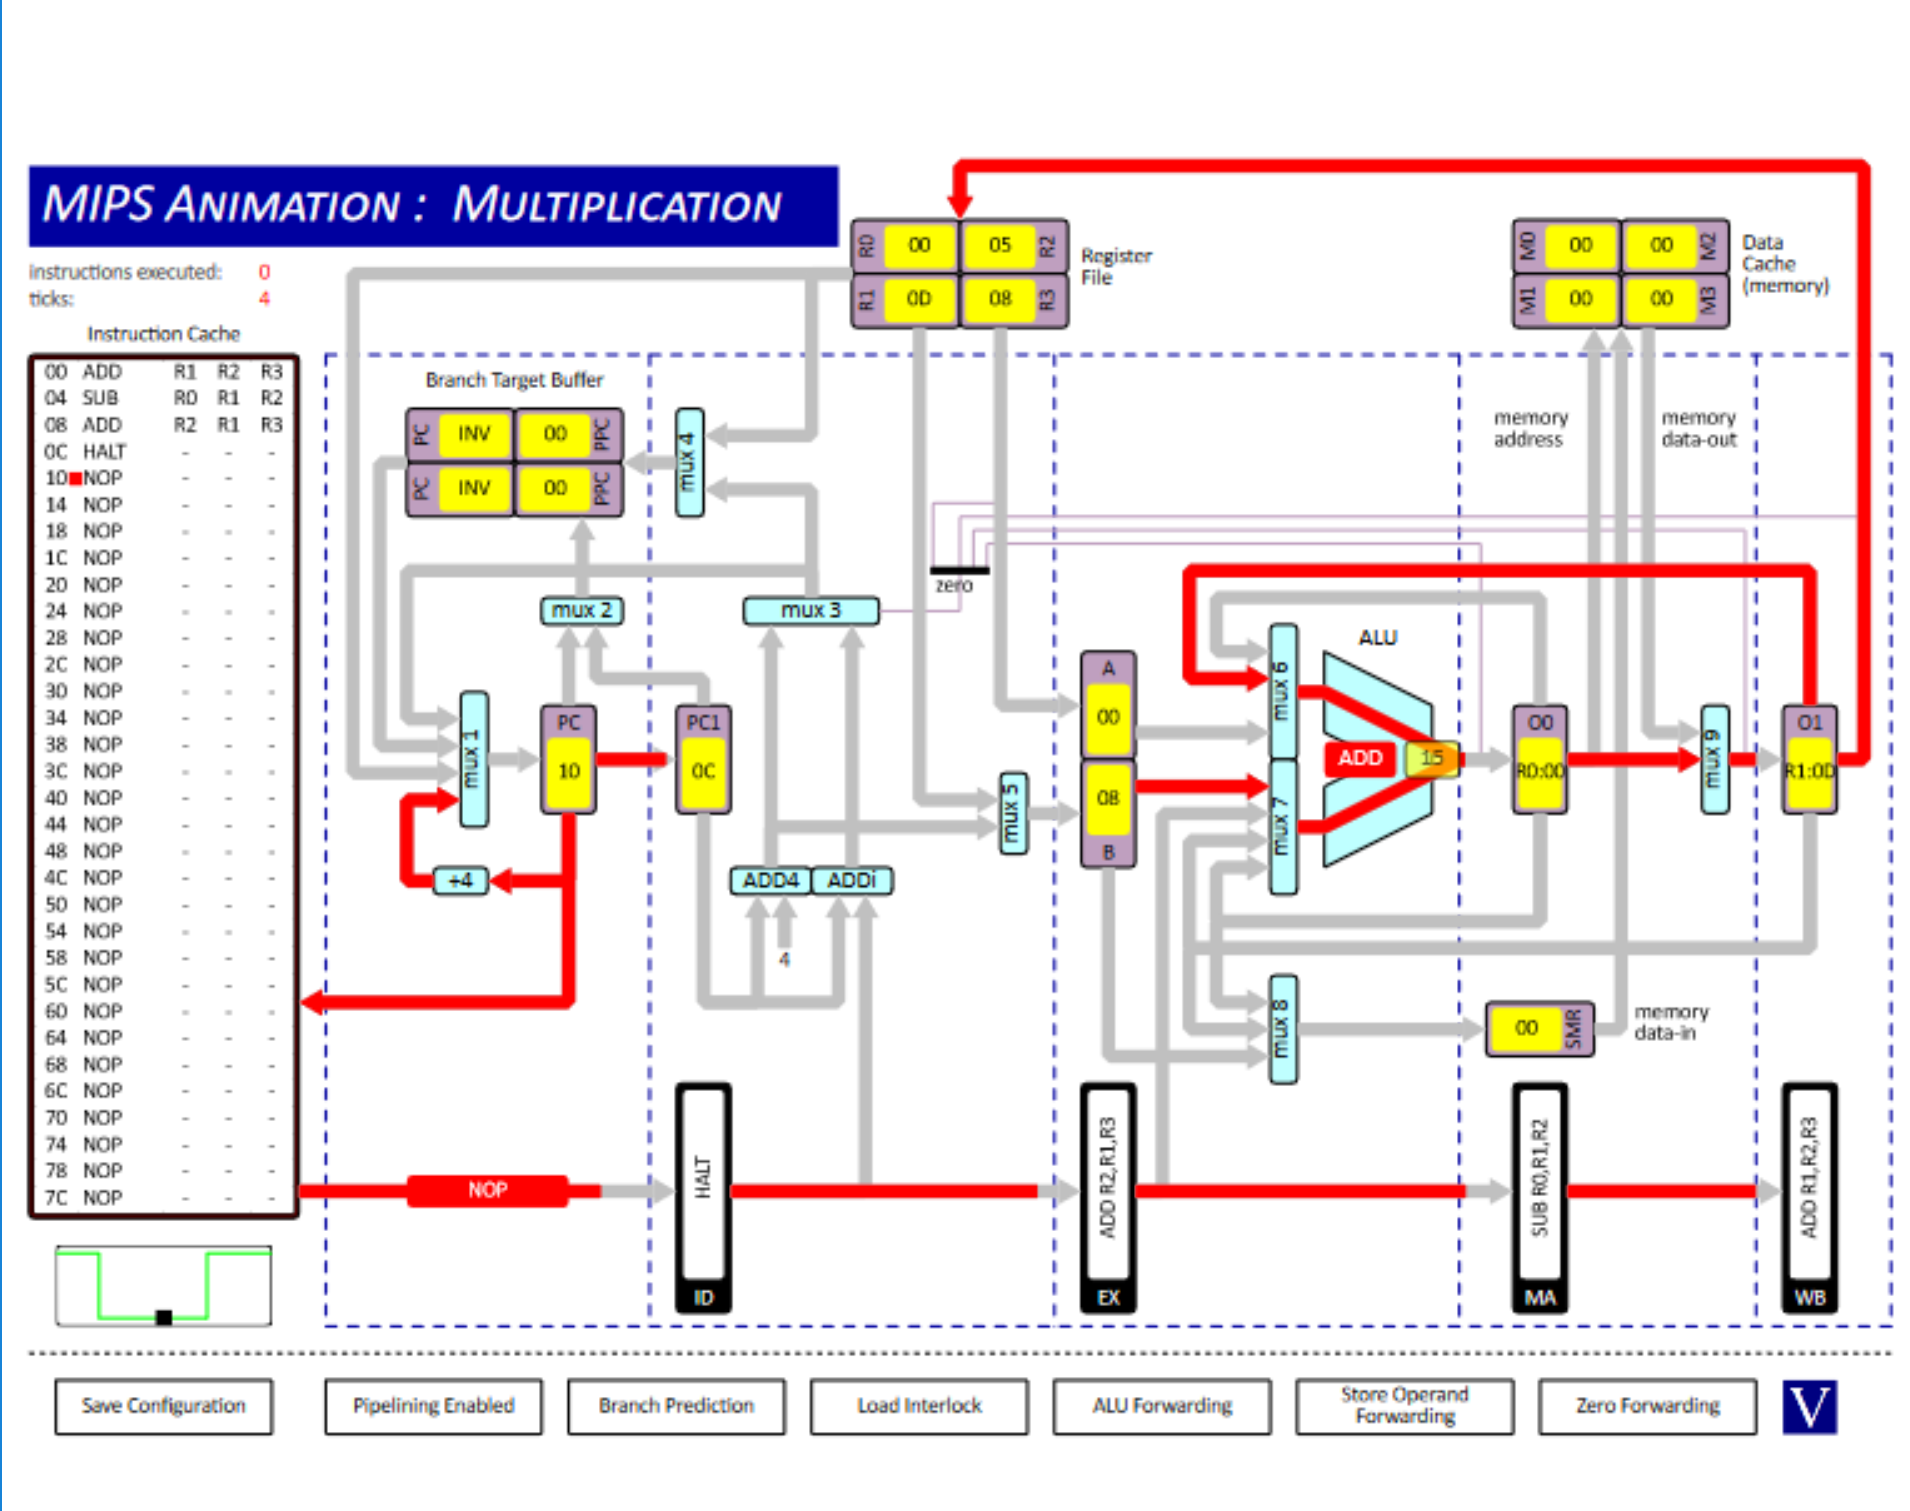 MIPS ANIMATION : MULTIPLICATION
instructions executed: 0
ticks: 4
Instruction Cache
00 ADD R1 R2 R3
04 SUB R0 R1 R2
08 ADD R2 R1 R3
0C HALT - - -
10 NOP - - -
14 NOP - - -
18 NOP - - -
1C NOP - - -
20 NOP - - -
24 NOP - - -
28 NOP - - -
2C NOP - - -
30 NOP - - -
34 NOP - - -
38 NOP - - -
3C NOP - - -
40 NOP - - -
44 NOP - - -
48 NOP - - -
4C NOP - - -
50 NOP - - -
54 NOP - - -
58 NOP - - -
5C NOP - - -
60 NOP - - -
64 NOP - - -
68 NOP - - -
6C NOP - - -
70 NOP - - -
74 NOP - - -
78 NOP - - -
7C NOP - - -
R0 00 05 R2
R1 0D 08 R3
Register
File
M0 00 00 M2
M1 00 00 M3
Data
Cache
(memory)
Branch Target Buffer
PC INV 00 PPC
PC INV 00 PPC
mux 4
memory
address
memory
data-out
zero
mux 2
mux 3
mux 1
PC
10
PC1
0C
+4
ADD4
ADDi
4
mux 5
A
00
08
B
mux 6
mux 7
ALU
ADD
15
O0
R0:00
mux 9
O1
R1:0D
mux 8
00 SMR
memory
data-in
NOP
HALT
ID
ADD R2,R1,R3
EX
SUB R0,R1,R2
MA
ADD R1,R2,R3
WB
Save Configuration
Pipelining Enabled
Branch Prediction
Load Interlock
ALU Forwarding
Store Operand
Forwarding
Zero Forwarding
V